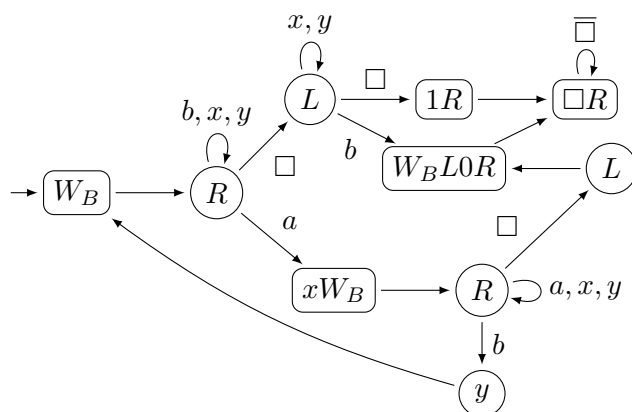 x, y
□̅
L
□
1R
□R
b, x, y
b
W_BL0R
L
W_B
R
□
a
□
xW_B
R
a, x, y
b
y